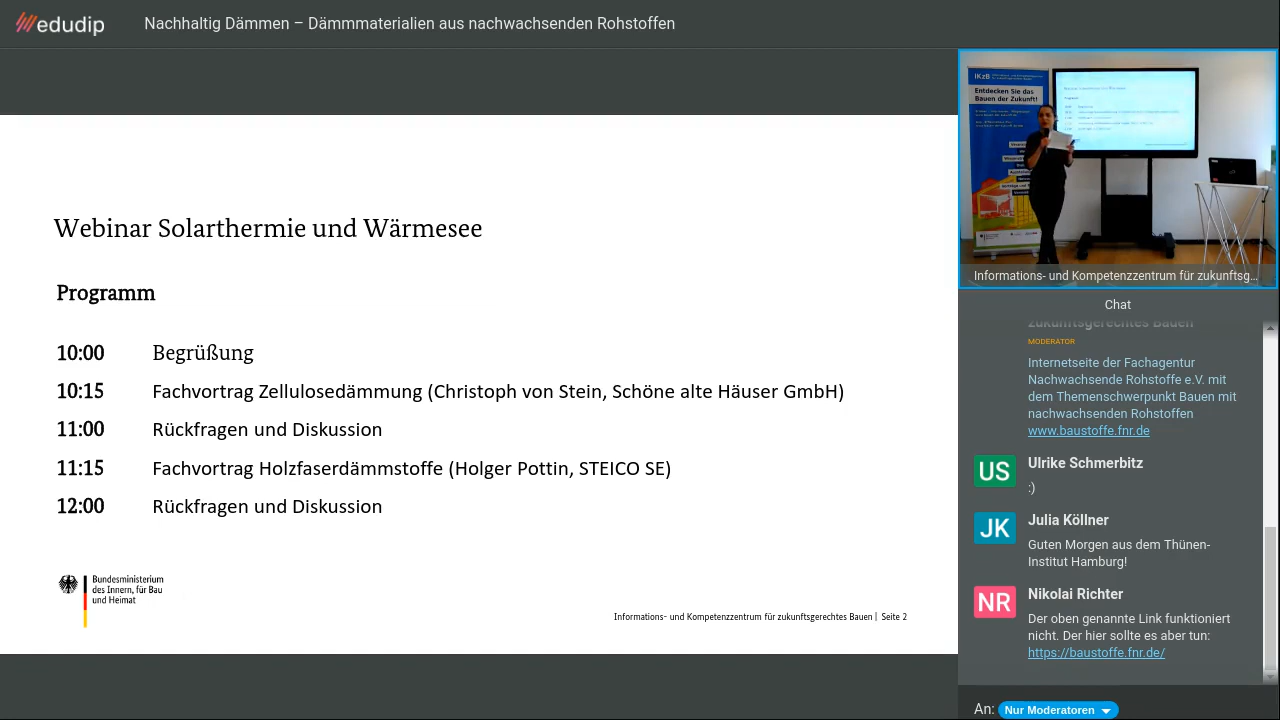 edudip
Nachhaltig Dämmen – Dämmmaterialien aus nachwachsenden Rohstoffen
Webinar Solarthermie und Wärmesee
Programm
10:00 Begrüßung
10:15 Fachvortrag Zellulosedämmung (Christoph von Stein, Schöne alte Häuser GmbH)
11:00 Rückfragen und Diskussion
11:15 Fachvortrag Holzfaserdämmstoffe (Holger Pottin, STEICO SE)
12:00 Rückfragen und Diskussion
Bundesministerium
des Innern, für Bau
und Heimat
Informations- und Kompetenzzentrum für zukunftsgerechtes Bauen | Seite 2
IKzB
Entdecken Sie das
Bauen der Zukunft!
Informations- und Kompetenzzentrum für zukunftsg...
Chat
zukunftsgerechtes Bauen
MODERATOR
Internetseite der Fachagentur
Nachwachsende Rohstoffe e.V. mit
dem Themenschwerpunkt Bauen mit
nachwachsenden Rohstoffen
www.baustoffe.fnr.de
US Ulrike Schmerbitz
:)
JK Julia Köllner
Guten Morgen aus dem Thünen-
Institut Hamburg!
NR Nikolai Richter
Der oben genannte Link funktioniert
nicht. Der hier sollte es aber tun:
https://baustoffe.fnr.de/
An: Nur Moderatoren